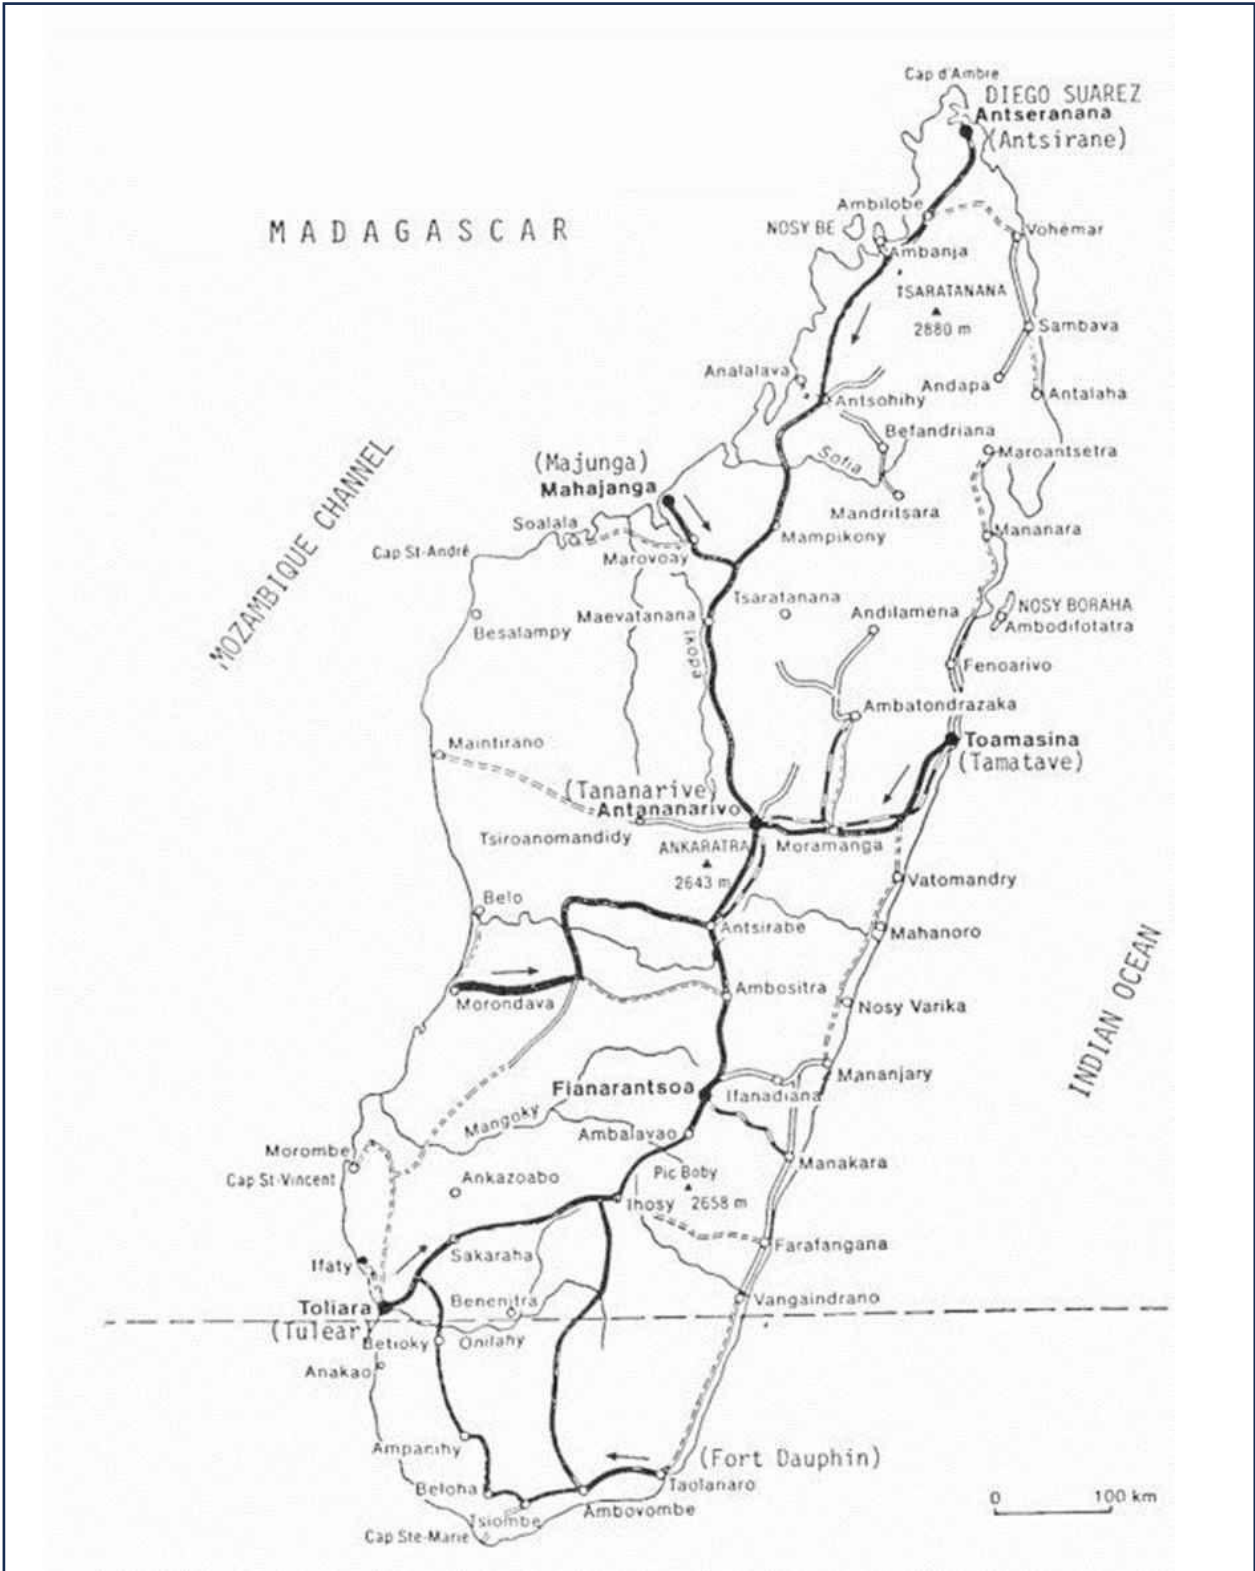 Cap d'Ambre
DIEGO SUAREZ
Antseranana
(Antsirane)
Ambilobe
MADAGASCAR
NOSY BE
Vohémar
Ambanja
TSARATANANA
2880 m
Sambava
Analalava
Andapa
Antalaha
Antsohihy
Befandriana
Maroantsetra
Sofia
(Majunga)
Mahajanga
Mandritsara
Soalala
Mananara
Mampikony
Cap St-André
Marovoay
MOZAMBIQUE CHANNEL
Tsaratanana
NOSY BORAHA
Andilamena
Maevatanana
Ambodifotatra
Besalampy
Ikopa
Fenoarivo
Ambatondrazaka
Maintirano
Toamasina
(Tamatave)
(Tananarive)
Antananarivo
Tsiroanomandidy
ANKARATRA
Moramanga
2643 m
Vatomandry
Belo
Antsirabe
Mahanoro
Ambositra
Morondava
Nosy Varika
INDIAN OCEAN
Mananjary
Fianarantsoa
Ifanadiana
Mangoky
Ambalavao
Morombe
Manakara
Cap St-Vincent
Ankazoabo
Pic Boby
Ihosy
2658 m
Sakaraha
Farafangana
Ifaty
Benenitra
Vangaindrano
Toliara
(Tulear)
Betioky
Onilahy
Anakao
Ampanihy
(Fort Dauphin)
Beloha
Taolanaro
Tsiombe
Ambovombe
Cap Ste-Marie
0 100 km